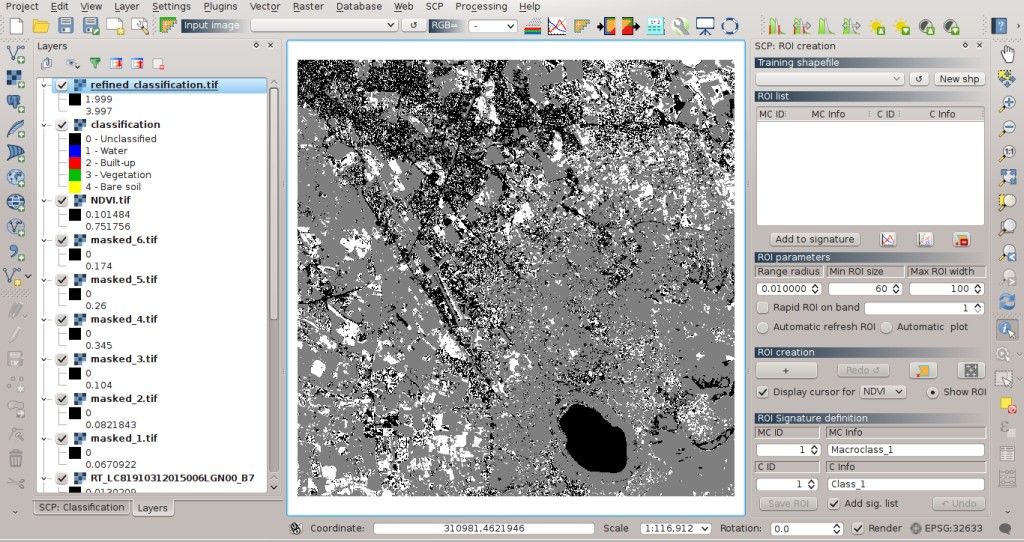 Project Edit View Layer Settings Plugins Vector Raster Database Web SCP Processing Help
Input image RGB= -
Layers
refined_classification.tif
1.999
3.997
classification
0 - Unclassified
1 - Water
2 - Built-up
3 - Vegetation
4 - Bare soil
NDVI.tif
0.101484
0.751756
masked_6.tif
0
0.174
masked_5.tif
0
0.26
masked_4.tif
0
0.345
masked_3.tif
0
0.104
masked_2.tif
0
0.0821843
masked_1.tif
0
0.0670922
RT_LC81910312015006LGN00_B7
SCP: Classification Layers
SCP: ROI creation
Training shapefile
New shp
ROI list
MC ID MC Info C ID C Info
Add to signature
ROI parameters
Range radius Min ROI size Max ROI width
0.010000 60 100
Rapid ROI on band 1
Automatic refresh ROI Automatic plot
ROI creation
+ Redo
Display cursor for NDVI Show ROI
ROI Signature definition
MC ID MC Info
1 Macroclass_1
C ID C Info
1 Class_1
Save ROI Add sig. list Undo
Coordinate: 310981,4621946 Scale 1:116,912 Rotation: 0.0 Render EPSG:32633